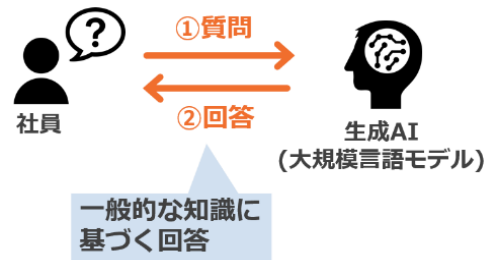 ?
①質問
②回答
社員
生成AI
(大規模言語モデル)
一般的な知識に
基づく回答